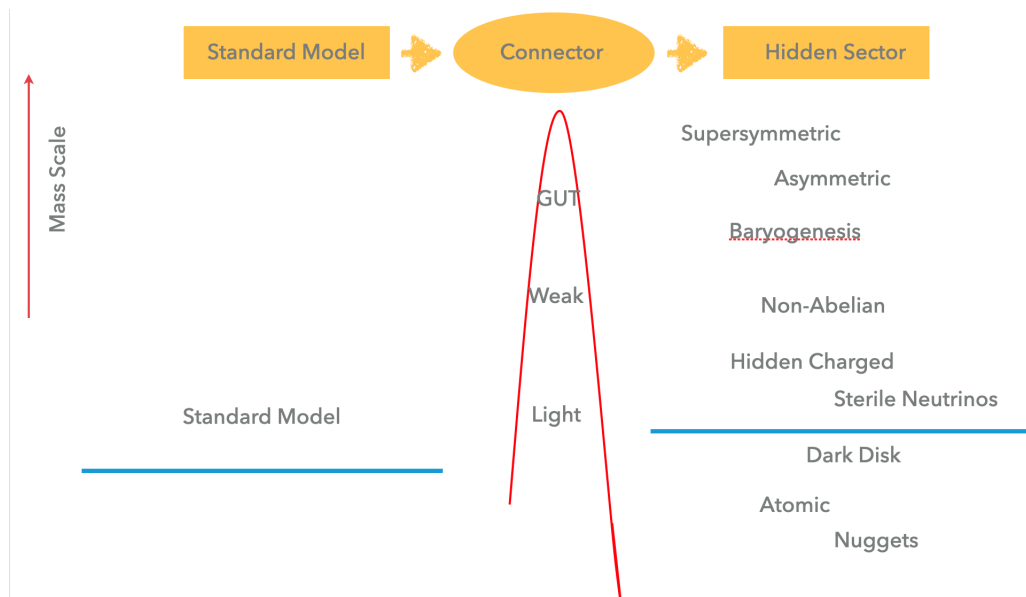 Standard Model
Connector
Hidden Sector
Mass Scale
Supersymmetric
Asymmetric
GUT
Baryogenesis
Weak
Non-Abelian
Hidden Charged
Sterile Neutrinos
Standard Model
Light
Dark Disk
Atomic
Nuggets